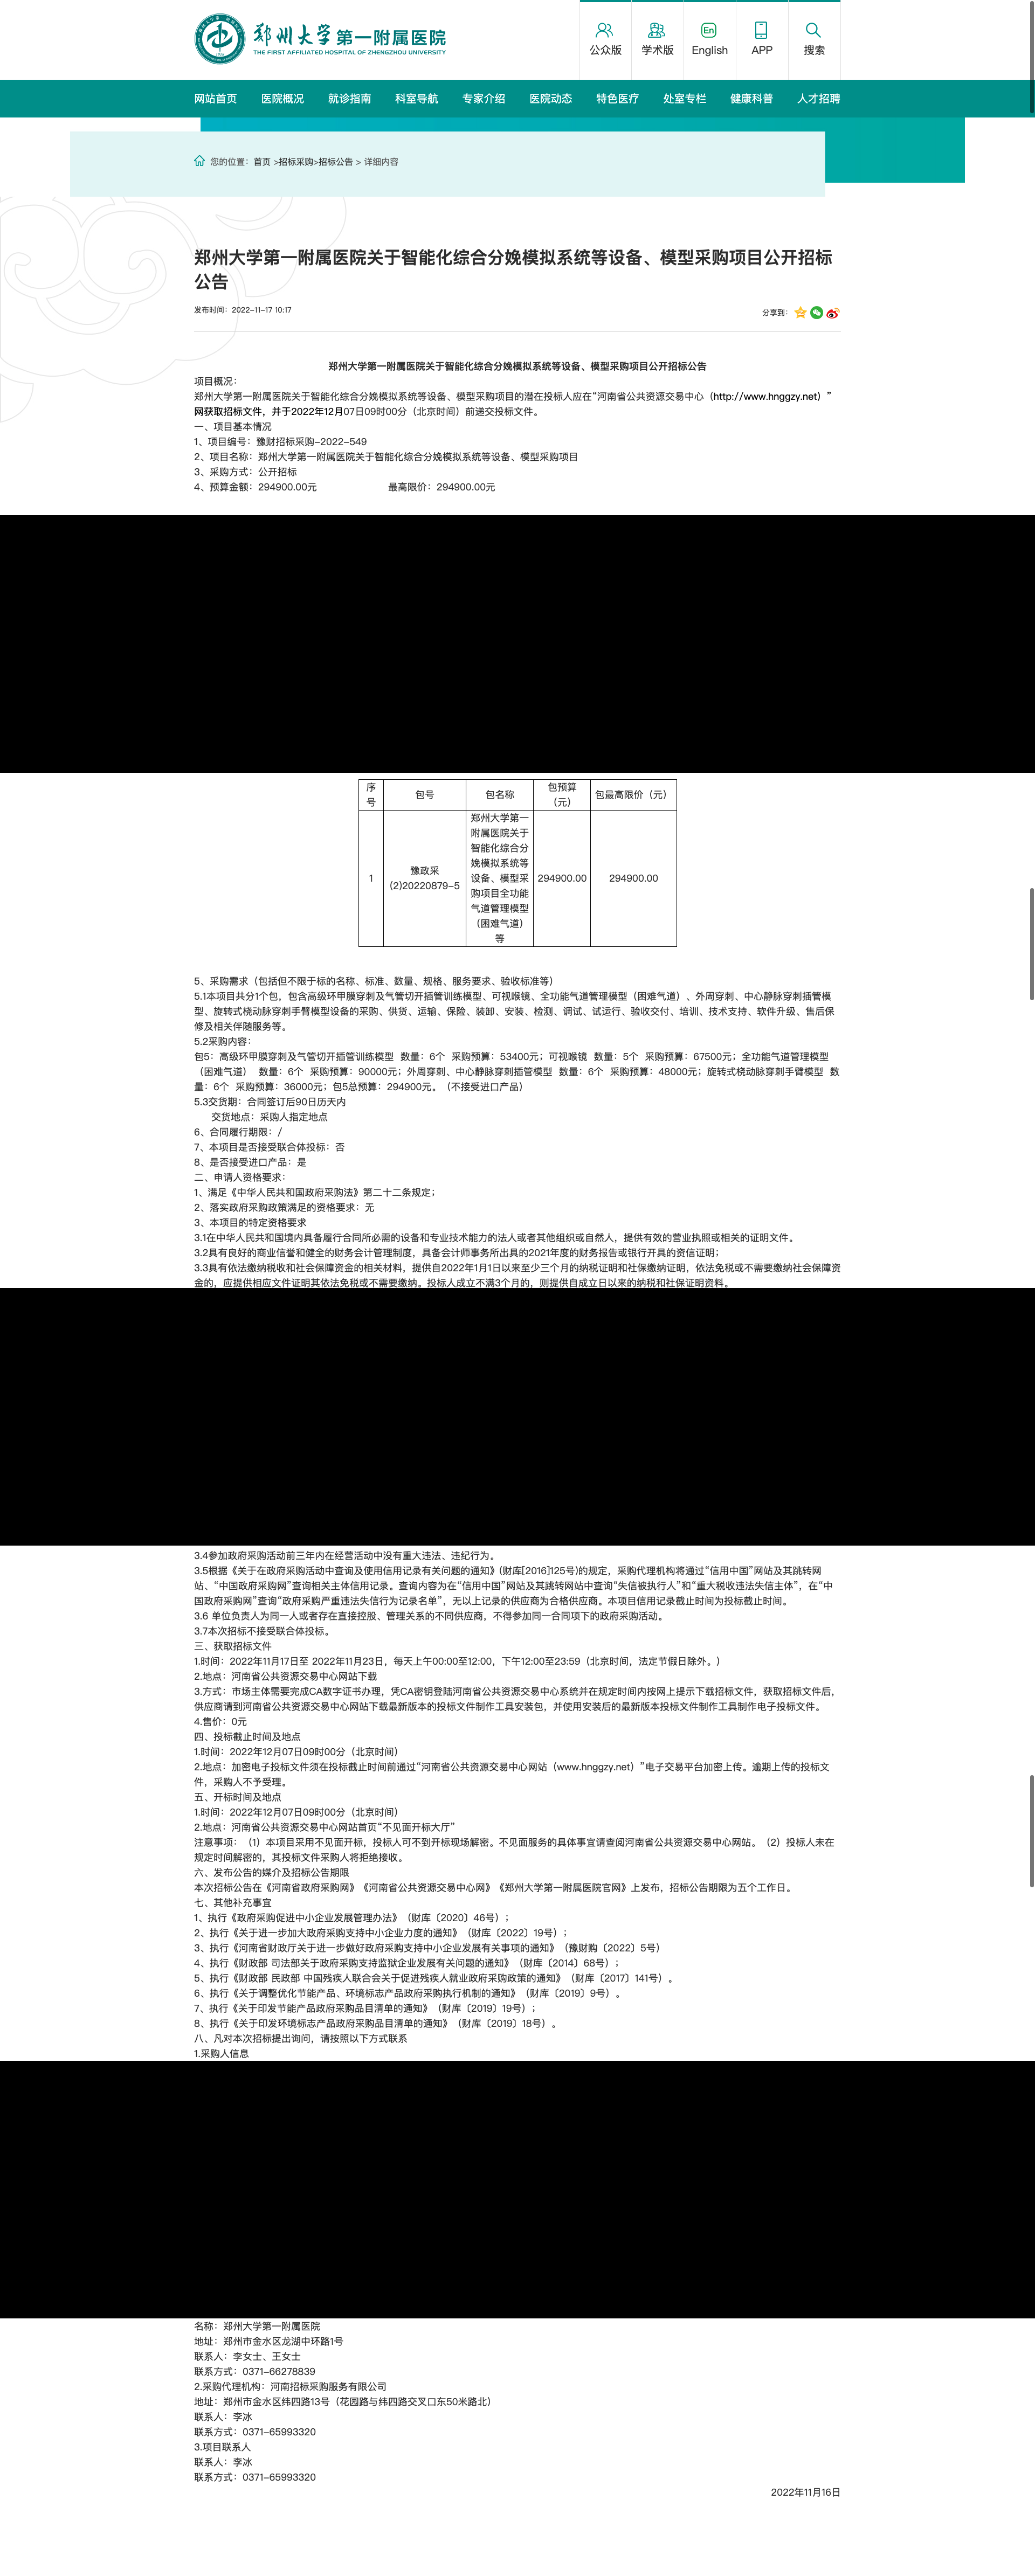 郑州大学第一附属医院
THE FIRST AFFILIATED HOSPITAL OF ZHENGZHOU UNIVERSITY
公众版 学术版 English APP 搜索
网站首页 医院概况 就诊指南 科室导航 专家介绍 医院动态 特色医疗 处室专栏 健康科普 人才招聘
您的位置：首页 >招标采购>招标公告 > 详细内容
郑州大学第一附属医院关于智能化综合分娩模拟系统等设备、模型采购项目公开招标
公告
发布时间：2022-11-17 10:17
分享到：
郑州大学第一附属医院关于智能化综合分娩模拟系统等设备、模型采购项目公开招标公告
项目概况：
郑州大学第一附属医院关于智能化综合分娩模拟系统等设备、模型采购项目的潜在投标人应在“河南省公共资源交易中心（http://www.hnggzy.net）”
网获取招标文件，并于2022年12月07日09时00分（北京时间）前递交投标文件。
一、项目基本情况
1、项目编号：豫财招标采购-2022-549
2、项目名称：郑州大学第一附属医院关于智能化综合分娩模拟系统等设备、模型采购项目
3、采购方式：公开招标
4、预算金额：294900.00元 最高限价：294900.00元
序
号
包号
包名称
包预算
（元）
包最高限价（元）
1
豫政采
(2)20220879-5
郑州大学第一
附属医院关于
智能化综合分
娩模拟系统等
设备、模型采
购项目全功能
气道管理模型
（困难气道）
等
294900.00
294900.00
5、采购需求（包括但不限于标的名称、标准、数量、规格、服务要求、验收标准等）
5.1本项目共分1个包，包含高级环甲膜穿刺及气管切开插管训练模型、可视喉镜、全功能气道管理模型（困难气道）、外周穿刺、中心静脉穿刺插管模
型、旋转式桡动脉穿刺手臂模型设备的采购、供货、运输、保险、装卸、安装、检测、调试、试运行、验收交付、培训、技术支持、软件升级、售后保
修及相关伴随服务等。
5.2采购内容：
包5：高级环甲膜穿刺及气管切开插管训练模型 数量：6个 采购预算：53400元；可视喉镜 数量：5个 采购预算：67500元；全功能气道管理模型
（困难气道） 数量：6个 采购预算：90000元；外周穿刺、中心静脉穿刺插管模型 数量：6个 采购预算：48000元；旋转式桡动脉穿刺手臂模型 数
量：6个 采购预算：36000元；包5总预算：294900元。（不接受进口产品）
5.3交货期：合同签订后90日历天内
交货地点：采购人指定地点
6、合同履行期限：/
7、本项目是否接受联合体投标：否
8、是否接受进口产品：是
二、申请人资格要求：
1、满足《中华人民共和国政府采购法》第二十二条规定；
2、落实政府采购政策满足的资格要求：无
3、本项目的特定资格要求
3.1在中华人民共和国境内具备履行合同所必需的设备和专业技术能力的法人或者其他组织或自然人，提供有效的营业执照或相关的证明文件。
3.2具有良好的商业信誉和健全的财务会计管理制度，具备会计师事务所出具的2021年度的财务报告或银行开具的资信证明；
3.3具有依法缴纳税收和社会保障资金的相关材料，提供自2022年1月1日以来至少三个月的纳税证明和社保缴纳证明，依法免税或不需要缴纳社会保障资
金的，应提供相应文件证明其依法免税或不需要缴纳。投标人成立不满3个月的，则提供自成立日以来的纳税和社保证明资料。
3.4参加政府采购活动前三年内在经营活动中没有重大违法、违纪行为。
3.5根据《关于在政府采购活动中查询及使用信用记录有关问题的通知》(财库[2016]125号)的规定，采购代理机构将通过“信用中国”网站及其跳转网
站、“中国政府采购网”查询相关主体信用记录。查询内容为在“信用中国”网站及其跳转网站中查询“失信被执行人”和“重大税收违法失信主体”，在“中
国政府采购网”查询“政府采购严重违法失信行为记录名单”，无以上记录的供应商为合格供应商。本项目信用记录截止时间为投标截止时间。
3.6 单位负责人为同一人或者存在直接控股、管理关系的不同供应商，不得参加同一合同项下的政府采购活动。
3.7本次招标不接受联合体投标。
三、获取招标文件
1.时间：2022年11月17日至 2022年11月23日，每天上午00:00至12:00，下午12:00至23:59（北京时间，法定节假日除外。）
2.地点：河南省公共资源交易中心网站下载
3.方式：市场主体需要完成CA数字证书办理，凭CA密钥登陆河南省公共资源交易中心系统并在规定时间内按网上提示下载招标文件，获取招标文件后，
供应商请到河南省公共资源交易中心网站下载最新版本的投标文件制作工具安装包，并使用安装后的最新版本投标文件制作工具制作电子投标文件。
4.售价：0元
四、投标截止时间及地点
1.时间：2022年12月07日09时00分（北京时间）
2.地点：加密电子投标文件须在投标截止时间前通过“河南省公共资源交易中心网站（www.hnggzy.net）”电子交易平台加密上传。逾期上传的投标文
件，采购人不予受理。
五、开标时间及地点
1.时间：2022年12月07日09时00分（北京时间）
2.地点：河南省公共资源交易中心网站首页“不见面开标大厅”
注意事项：（1）本项目采用不见面开标，投标人可不到开标现场解密。不见面服务的具体事宜请查阅河南省公共资源交易中心网站。（2）投标人未在
规定时间解密的，其投标文件采购人将拒绝接收。
六、发布公告的媒介及招标公告期限
本次招标公告在《河南省政府采购网》《河南省公共资源交易中心网》《郑州大学第一附属医院官网》上发布，招标公告期限为五个工作日。
七、其他补充事宜
1、执行《政府采购促进中小企业发展管理办法》（财库〔2020〕46号）；
2、执行《关于进一步加大政府采购支持中小企业力度的通知》（财库〔2022〕19号）；
3、执行《河南省财政厅关于进一步做好政府采购支持中小企业发展有关事项的通知》（豫财购〔2022〕5号）
4、执行《财政部 司法部关于政府采购支持监狱企业发展有关问题的通知》（财库〔2014〕68号）；
5、执行《财政部 民政部 中国残疾人联合会关于促进残疾人就业政府采购政策的通知》（财库〔2017〕141号）。
6、执行《关于调整优化节能产品、环境标志产品政府采购执行机制的通知》（财库〔2019〕9号）。
7、执行《关于印发节能产品政府采购品目清单的通知》（财库〔2019〕19号）；
8、执行《关于印发环境标志产品政府采购品目清单的通知》（财库〔2019〕18号）。
八、凡对本次招标提出询问，请按照以下方式联系
1.采购人信息
名称：郑州大学第一附属医院
地址：郑州市金水区龙湖中环路1号
联系人：李女士、王女士
联系方式：0371-66278839
2.采购代理机构：河南招标采购服务有限公司
地址：郑州市金水区纬四路13号（花园路与纬四路交叉口东50米路北）
联系人：李冰
联系方式：0371-65993320
3.项目联系人
联系人：李冰
联系方式：0371-65993320
2022年11月16日